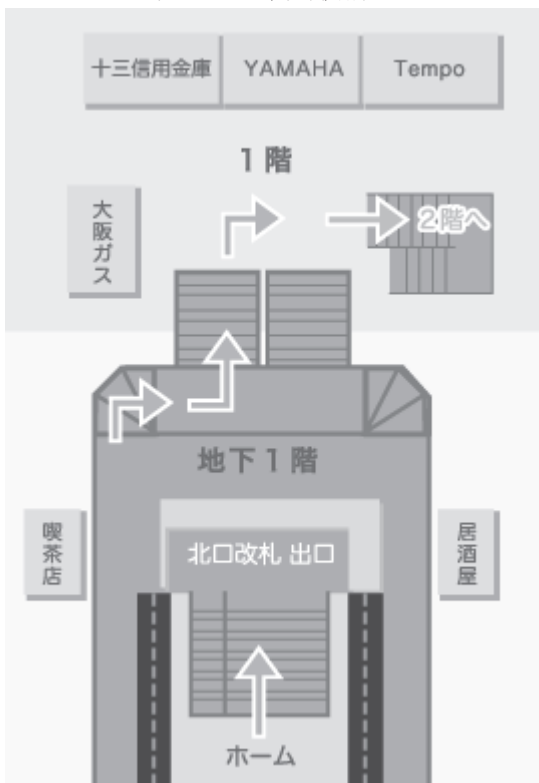 十三信用金庫
YAMAHA
Tempo
1階
大阪ガス
2階へ
地下1階
喫茶店
北口改札 出口
居酒屋
ホーム